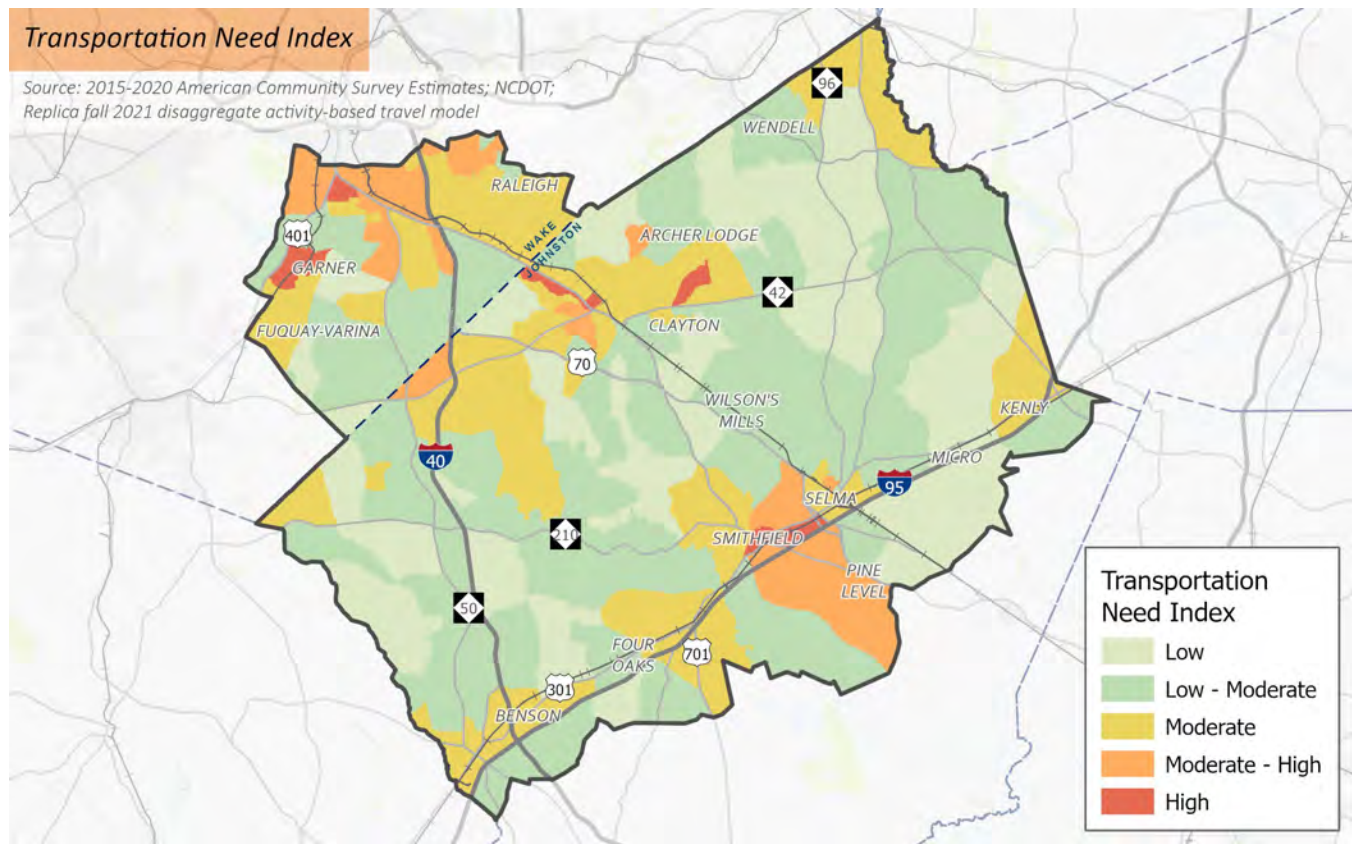 Transportation Need Index
Source: 2015-2020 American Community Survey Estimates; NCDOT;
Replica fall 2021 disaggregate activity-based travel model
96
WENDELL
RALEIGH
401
WAKE
JOHNSTON
ARCHER LODGE
GARNER
42
FUQUAY-VARINA
CLAYTON
70
WILSON'S
MILLS
KENLY
40
MICRO
95
SELMA
210
SMITHFIELD
PINE
LEVEL
50
FOUR
OAKS
701
301
BENSON
Transportation
Need Index
Low
Low - Moderate
Moderate
Moderate - High
High